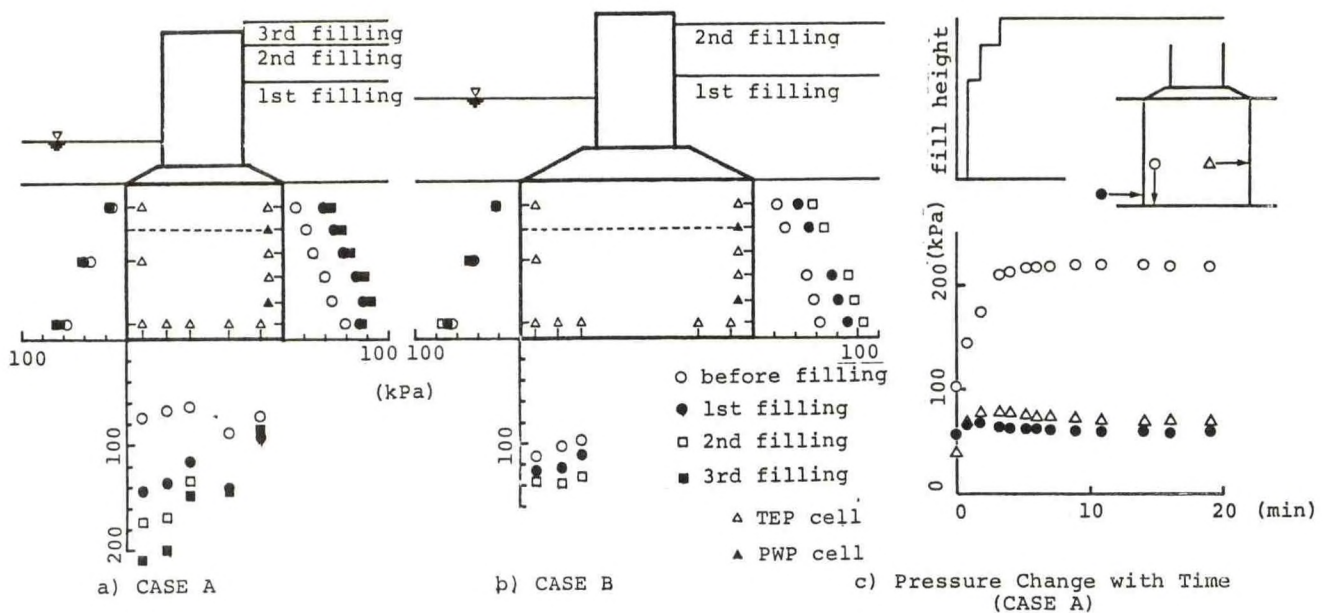 3rd filling
2nd filling
1st filling
100
100
(kPa)
100
200
a) CASE A
2nd filling
1st filling
100
100
100
○ before filling
● 1st filling
□ 2nd filling
■ 3rd filling
△ TEP cell
▲ PWP cell
b) CASE B
fill height
(kPa)
200
100
0
0
10
20
(min)
c) Pressure Change with Time
(CASE A)